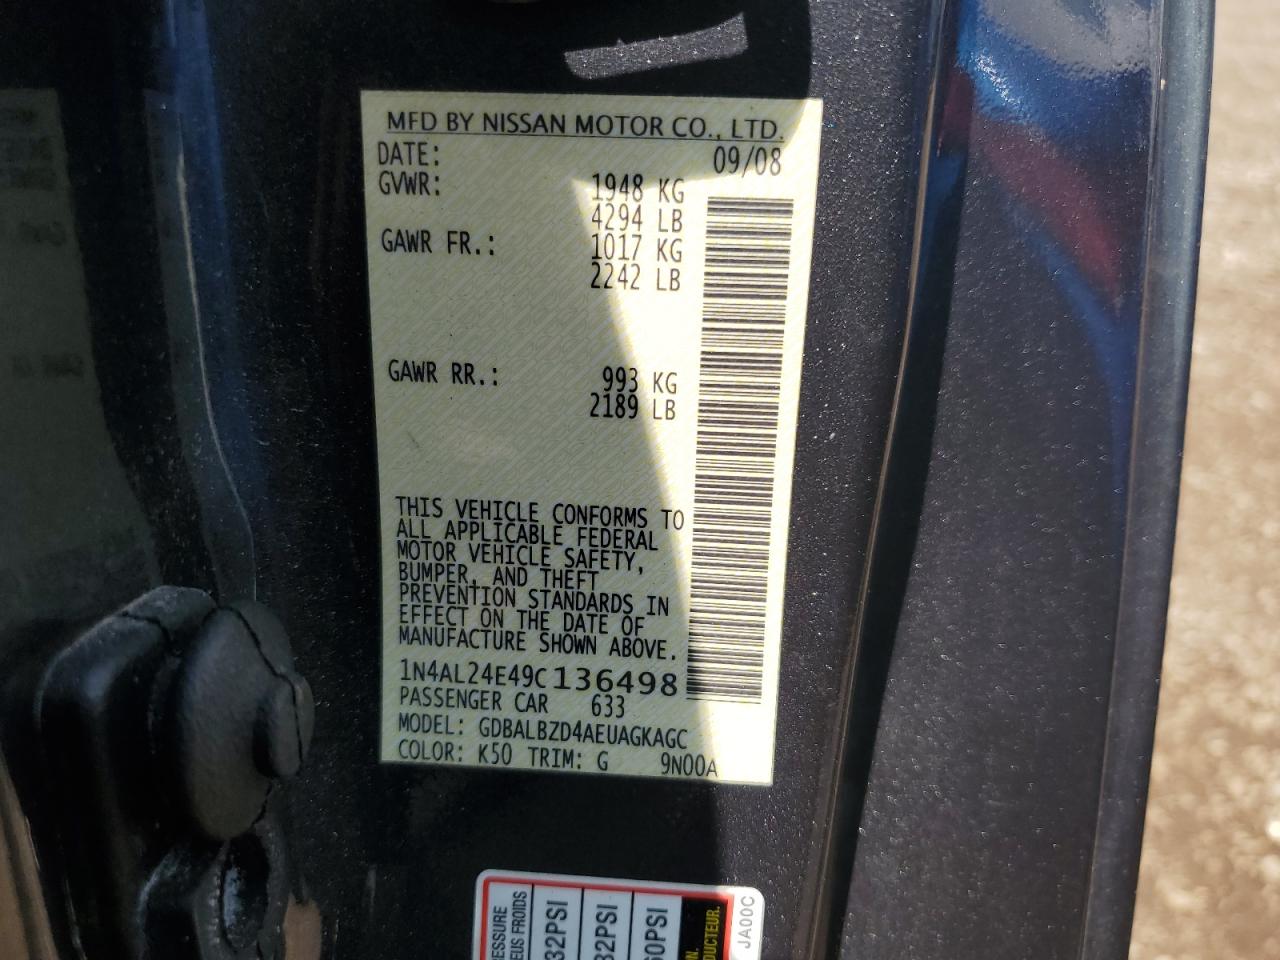 MFD BY NISSAN MOTOR CO., LTD.
DATE: 09/08
GVWR: 1948 KG
4294 LB
GAWR FR.: 1017 KG
2242 LB
GAWR RR.: 993 KG
2189 LB
THIS VEHICLE CONFORMS TO
ALL APPLICABLE FEDERAL
MOTOR VEHICLE SAFETY,
BUMPER, AND THEFT
PREVENTION STANDARDS IN
EFFECT ON THE DATE OF
MANUFACTURE SHOWN ABOVE.
1N4AL24E49C136498
PASSENGER CAR 633
MODEL: GDBALBZD4AEUAGKAGC
COLOR: K50 TRIM: G 9N00A
FROIDS
32PSI
JA00C